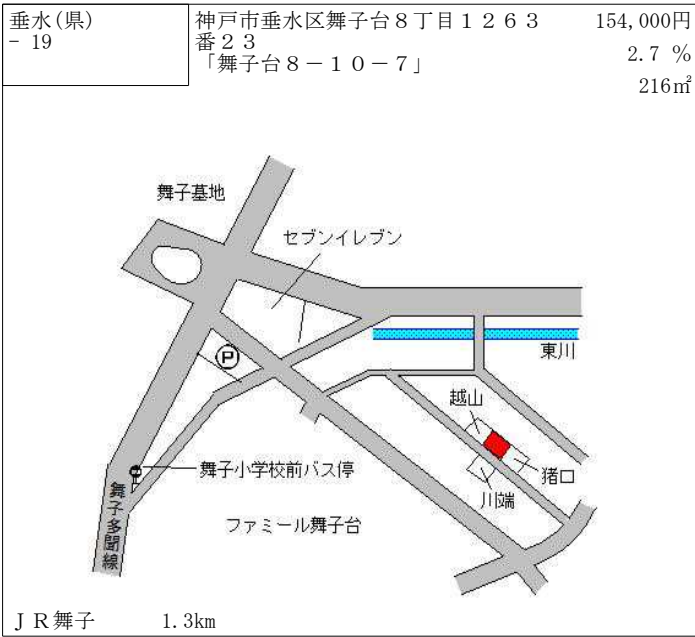 垂水(県)
- 19
神戸市垂水区舞子台８丁目１２６３
番２３
「舞子台８－１０－７」
154,000円
2.7 %
216㎡
舞子墓地
セブンイレブン
東川
Ⓟ
越山
猪口
川端
舞子小学校前バス停
舞子多聞線
ファミール舞子台
ＪＲ舞子 1.3km